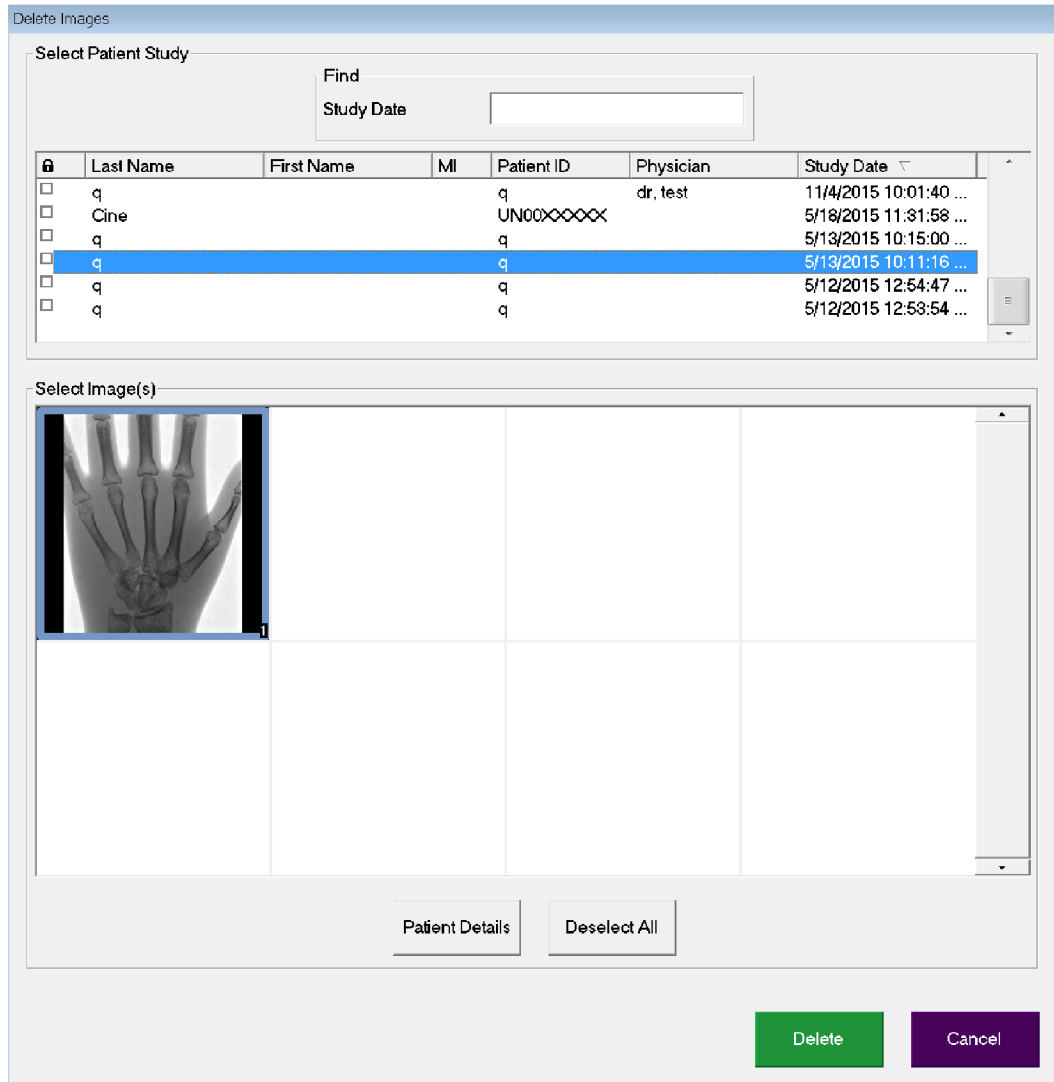 Delete Images
Select Patient Study
Find
Study Date
Last Name First Name MI Patient ID Physician Study Date
q q dr, test 11/4/2015 10:01:40 ...
Cine UN00XXXXX 5/18/2015 11:31:58 ...
q q 5/13/2015 10:15:00 ...
q q 5/13/2015 10:11:16 ...
q q 5/12/2015 12:54:47 ...
q q 5/12/2015 12:53:54 ...
Select Image(s)
1
Patient Details Deselect All
Delete Cancel